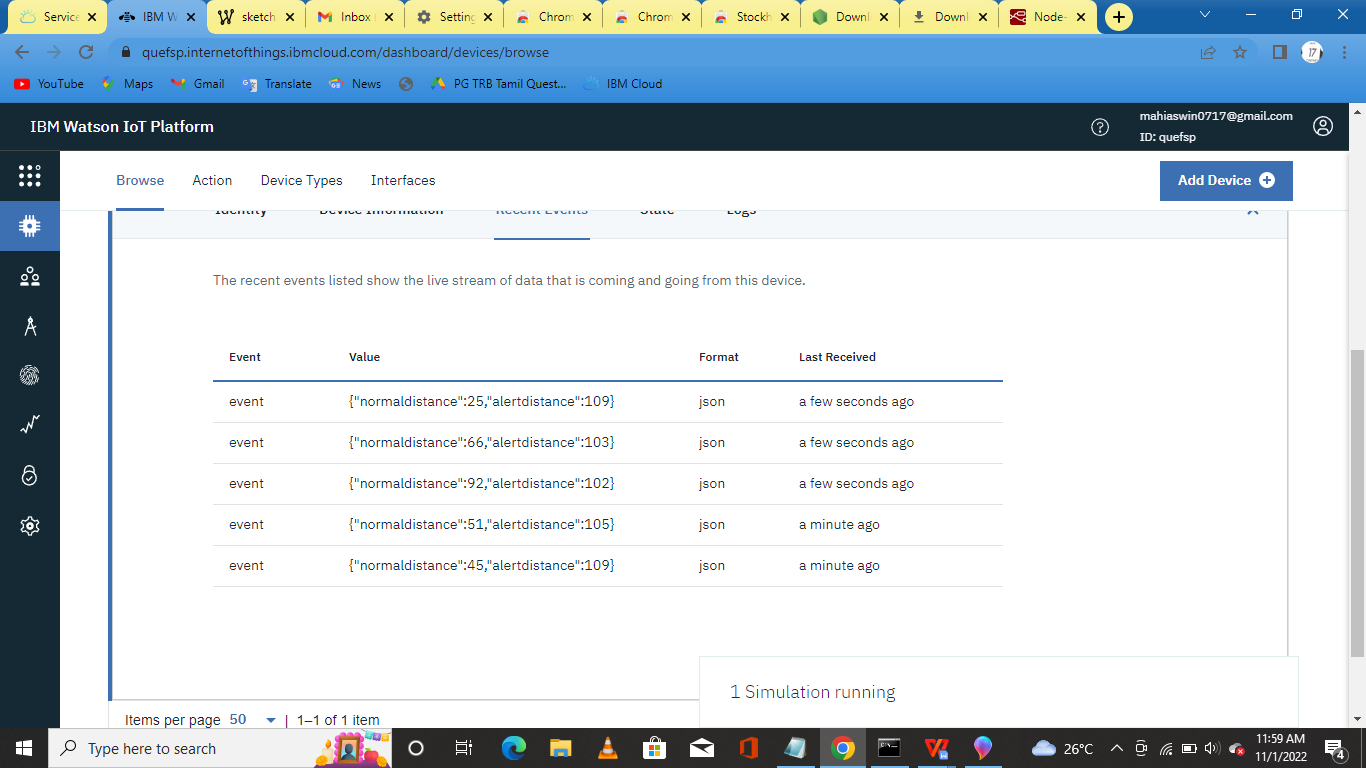 Service
IBM W
sketch
Inbox
Setting
Chrom
Chrom
Stockh
Downl
Downl
Node-
quefsp.internetofthings.ibmcloud.com/dashboard/devices/browse
17
YouTube
Maps
Gmail
Translate
News
PG TRB Tamil Quest...
IBM Cloud
IBM Watson IoT Platform
mahiaswin0717@gmail.com
ID: quefsp
Browse
Action
Device Types
Interfaces
Add Device
Identity
Device Information
Recent Events
State
Logs
The recent events listed show the live stream of data that is coming and going from this device.
Event Value Format Last Received
event {"normaldistance":25,"alertdistance":109} json a few seconds ago
event {"normaldistance":66,"alertdistance":103} json a few seconds ago
event {"normaldistance":92,"alertdistance":102} json a few seconds ago
event {"normaldistance":51,"alertdistance":105} json a minute ago
event {"normaldistance":45,"alertdistance":109} json a minute ago
1 Simulation running
Items per page 50 | 1–1 of 1 item
Type here to search
26°C
11:59 AM
11/1/2022
4